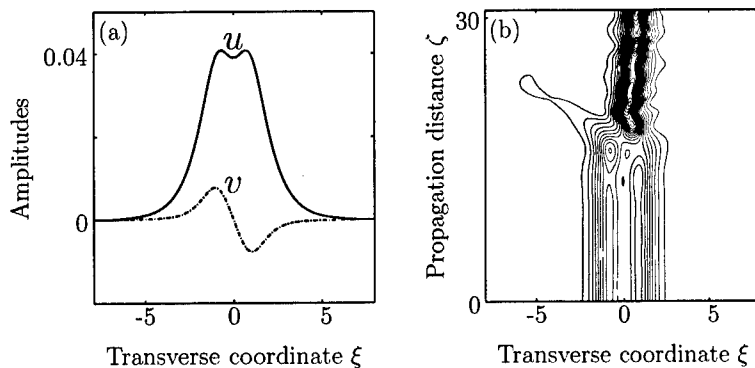 (a)
u
v
0.04
0
Amplitudes
-5
0
5
Transverse coordinate ξ
(b)
30
0
Propagation distance ζ
-5
0
5
Transverse coordinate ξ